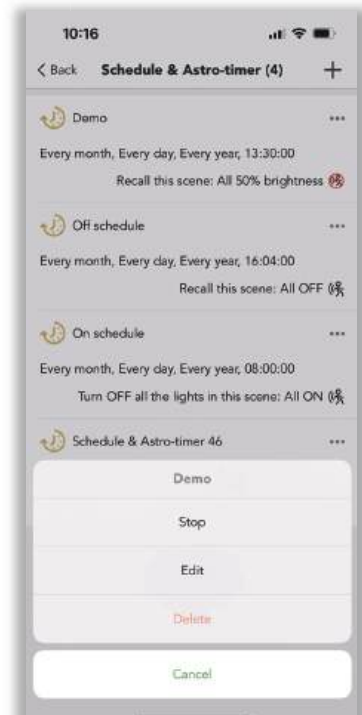 10:16
Back Schedule & Astro-timer (4) +
Demo ...
Every month, Every day, Every year, 13:30:00
Recall this scene: All 50% brightness
Off schedule ...
Every month, Every day, Every year, 16:04:00
Recall this scene: All OFF
On schedule ...
Every month, Every day, Every year, 08:00:00
Turn OFF all the lights in this scene: All ON
Schedule & Astro-timer 46 ...
Demo
Stop
Edit
Delete
Cancel